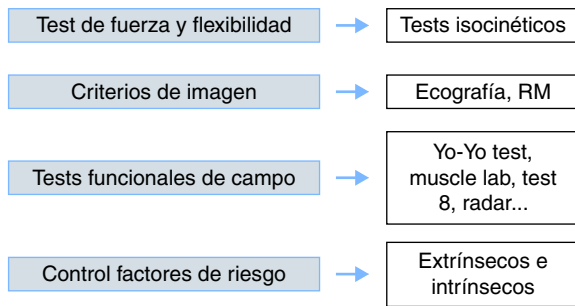 Test de fuerza y flexibilidad
Tests isocinéticos
Criterios de imagen
Ecografía, RM
Tests funcionales de campo
Yo-Yo test,
muscle lab, test
8, radar...
Control factores de riesgo
Extrínsecos e
intrínsecos